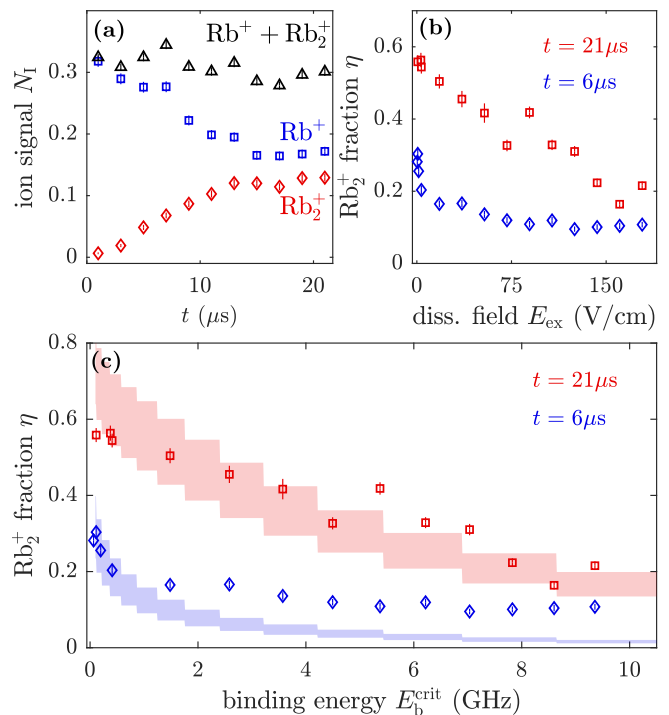 (a)
Rb⁺ + Rb₂⁺
Rb⁺
Rb₂⁺
ion signal N_I
0.3
0.2
0.1
0
0
10
20
t (μs)
(b)
t = 21μs
t = 6μs
Rb₂⁺ fraction η
0.6
0.4
0.2
0
0
75
150
diss. field E_ex (V/cm)
(c)
t = 21μs
t = 6μs
Rb₂⁺ fraction η
0.8
0.6
0.4
0.2
0
0
2
4
6
8
10
binding energy E_b^crit (GHz)